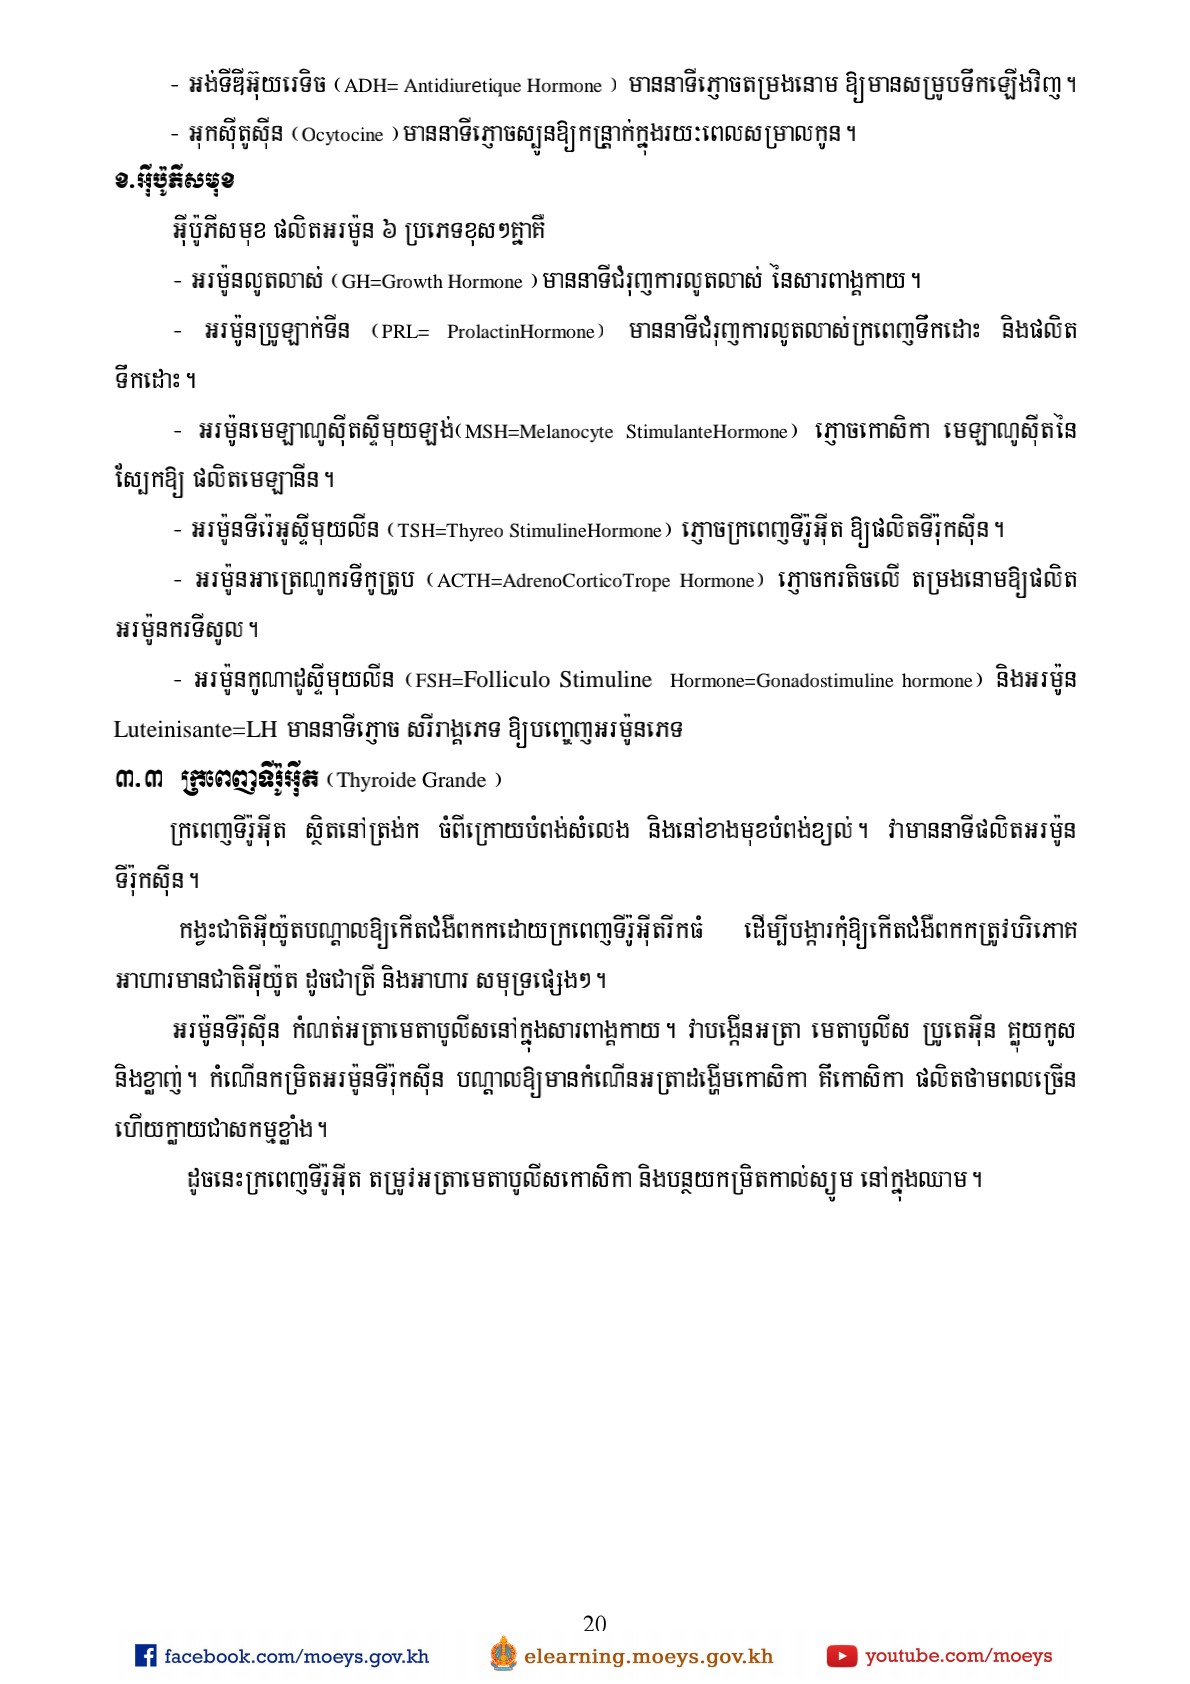 - អង់ទីឌីអ៊ុយរេទិច (ADH= Antidiuretique Hormone ) មាននាទីភ្ញោចតម្រងនោម ឱ្យមានសម្រូបទឹកឡើងវិញ។
- អុកស៊ីតូស៊ីន (Ocytocine ) មាននាទីភ្ញោចស្បូនឱ្យកន្ត្រាក់ក្នុងរយៈពេលសម្រាលកូន។
ខ.អ៊ីប៉ូភីសមុខ
អ៊ីប៉ូភីសមុខ ផលិតអរម៉ូន ៦ ប្រភេទខុសៗគ្នាគឺ
- អរម៉ូនលូតលាស់ (GH=Growth Hormone ) មាននាទីជំរុញការលូតលាស់ នៃសារពាង្គកាយ។
- អរម៉ូនប្រូឡាក់ទីន (PRL= ProlactinHormone) មាននាទីជំរុញការលូតលាស់ក្រពេញទឹកដោះ និងផលិត
ទឹកដោះ។
- អរម៉ូនមេឡាណូស៊ីតស្ទីមុយឡង់(MSH=Melanocyte StimulanteHormone) ភ្ញោចកោសិកា មេឡាណូស៊ីតនៃ
ស្បែកឱ្យ ផលិតមេឡានីន។
- អរម៉ូនទីរ៉េអូស្ទីមុយលីន (TSH=Thyreo StimulineHormone) ភ្ញោចក្រពេញទីរ៉ូអ៊ីត ឱ្យផលិតទីរ៉ុកស៊ីន។
- អរម៉ូនអាត្រេណូករទីកូត្រូប (ACTH=AdrenoCorticoTrope Hormone) ភ្ញោចករតិចលើ តម្រងនោមឱ្យផលិត
អរម៉ូនករទីសូល។
- អរម៉ូនកូណាដូស្ទីមុយលីន (FSH=Folliculo Stimuline Hormone=Gonadostimuline hormone) និងអរម៉ូន
Luteinisante=LH មាននាទីភ្ញោច សរីរាង្គភេទ ឱ្យបញ្ចេញអរម៉ូនភេទ
៣.៣ ក្រពេញទីរ៉ូអ៊ីត (Thyroide Grande )
ក្រពេញទីរ៉ូអ៊ីត ស្ថិតនៅត្រង់ក ចំពីក្រោយបំពង់សំលេង និងនៅខាងមុខបំពង់ខ្យល់។ វាមាននាទីផលិតអរម៉ូន
ទីរ៉ុកស៊ីន។
កង្វះជាតិអ៊ីយ៉ូតបណ្តាលឱ្យកើតជំងឺពកកដោយក្រពេញទីរ៉ូអ៊ីតរីកធំ ដើម្បីបង្ការកុំឱ្យកើតជំងឺពកកត្រូវបរិភោគ
អាហារមានជាតិអ៊ីយ៉ូត ដូចជាត្រី និងអាហារ សមុទ្រផ្សេងៗ។
អរម៉ូនទីរ៉ុស៊ីន កំណត់អត្រាមេតាបូលីសនៅក្នុងសារពាង្គកាយ។ វាបង្កើនអត្រា មេតាបូលីស ប្រូតេអ៊ីន គ្លុយកូស
និងខ្លាញ់។ កំណើនកម្រិតអរម៉ូនទីរ៉ុកស៊ីន បណ្តាលឱ្យមានកំណើនអត្រាដង្ហើមកោសិកា គឺកោសិកា ផលិតថាមពលច្រើន
ហើយក្លាយជាសកម្មខ្លាំង។
ដូចនេះក្រពេញទីរ៉ូអ៊ីត តម្រូវអត្រាមេតាបូលីសកោសិកា និងបន្ថយកម្រិតកាល់ស្យូម នៅក្នុងឈាម។
20
facebook.com/moeys.gov.kh elearning.moeys.gov.kh youtube.com/moeys